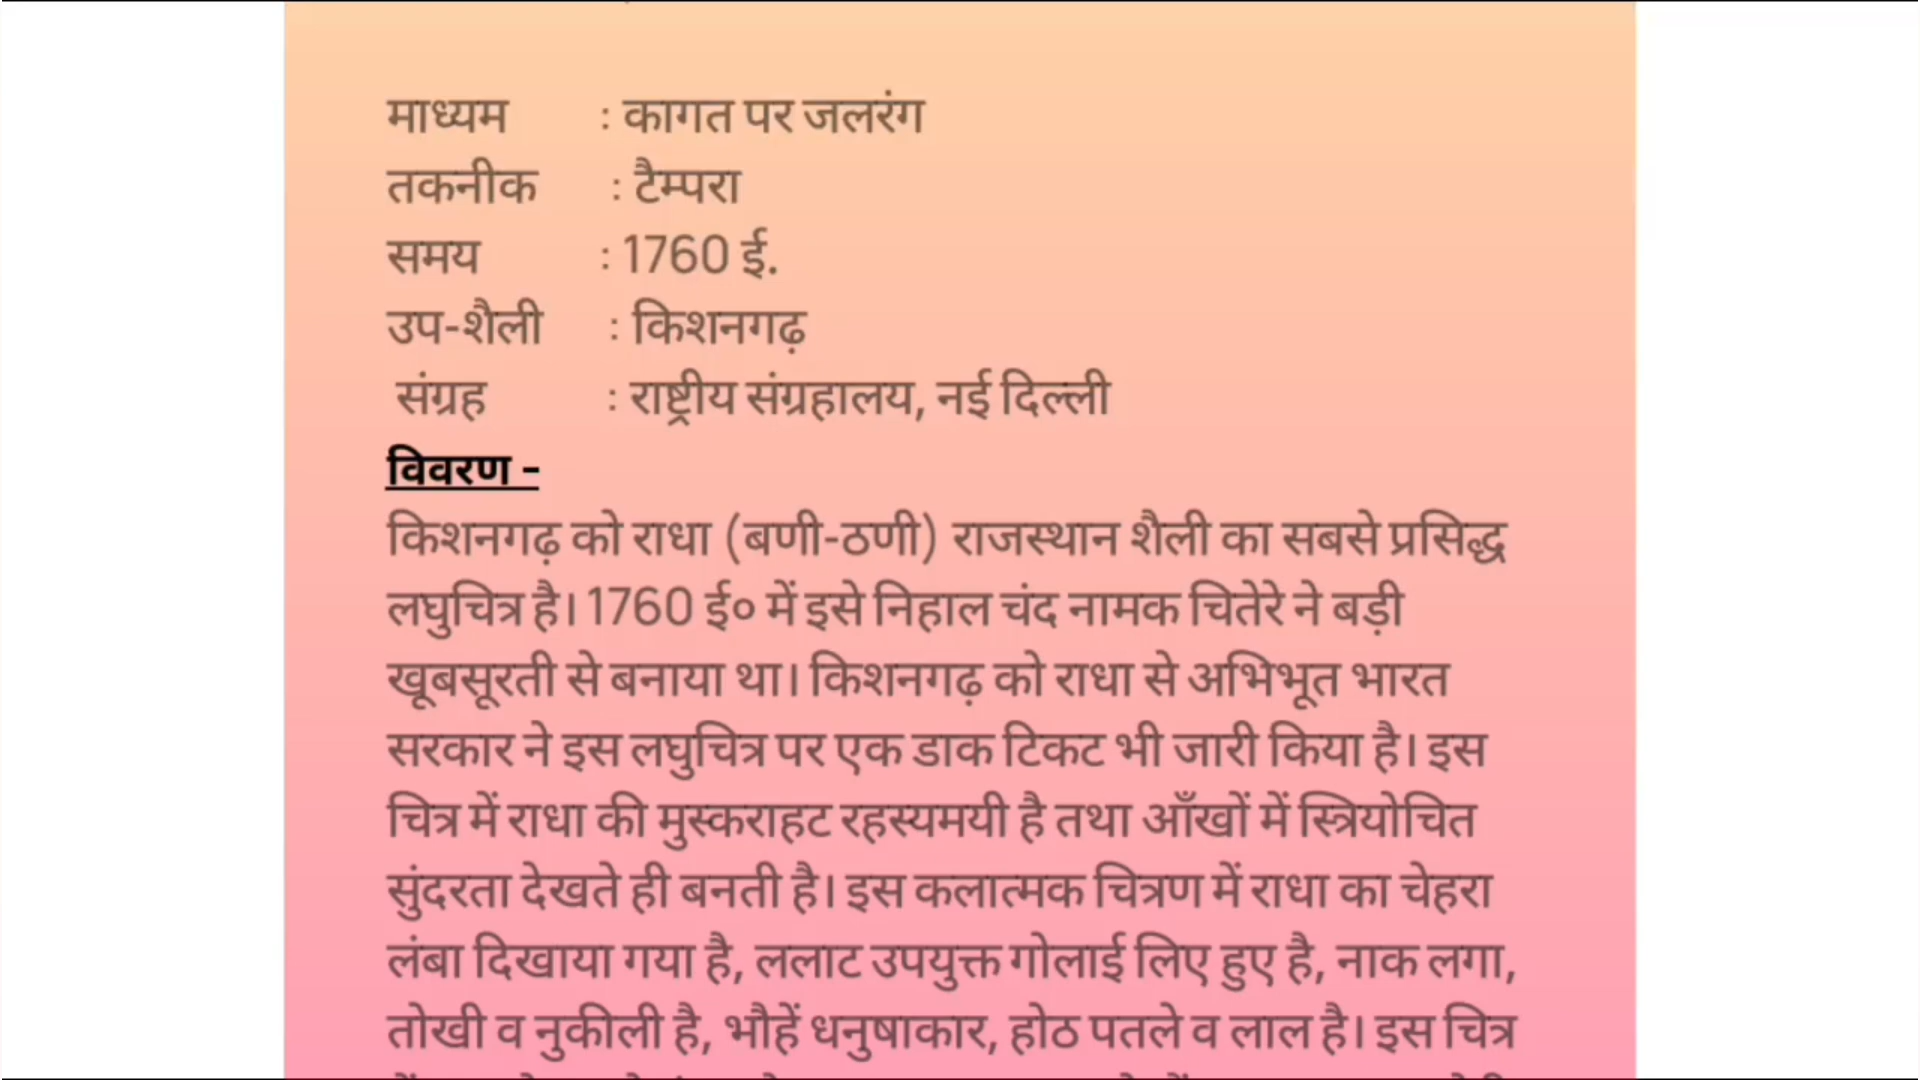 माध्यम : कागत पर जलरंग
तकनीक : टैम्परा
समय : 1760 ई.
उप-शैली : किशनगढ़
संग्रह : राष्ट्रीय संग्रहालय, नई दिल्ली
विवरण -
किशनगढ़ को राधा (बणी-ठणी) राजस्थान शैली का सबसे प्रसिद्ध
लघुचित्र है। 1760 ई० में इसे निहाल चंद नामक चितेरे ने बड़ी
खूबसूरती से बनाया था। किशनगढ़ को राधा से अभिभूत भारत
सरकार ने इस लघुचित्र पर एक डाक टिकट भी जारी किया है। इस
चित्र में राधा की मुस्कराहट रहस्यमयी है तथा आँखों में स्त्रियोचित
सुंदरता देखते ही बनती है। इस कलात्मक चित्रण में राधा का चेहरा
लंबा दिखाया गया है, ललाट उपयुक्त गोलाई लिए हुए है, नाक लगा,
तोखी व नुकीली है, भौहें धनुषाकार, होठ पतले व लाल है। इस चित्र